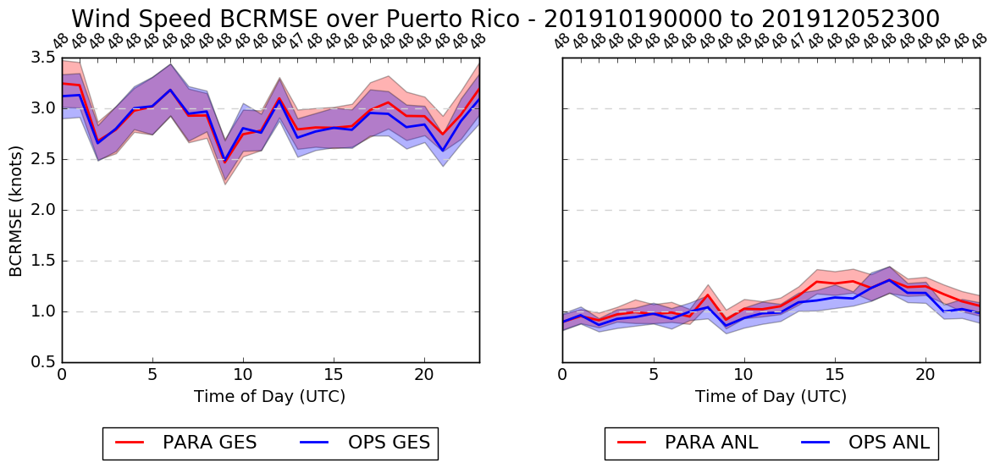 Wind Speed BCRMSE over Puerto Rico - 201910190000 to 201912052300
48 48 48 48 48 48 48 48 48 48 48 48 48 47 48 48 48 48 48 48 48 48 48 48
48 48 48 48 48 48 48 48 48 48 48 48 48 47 48 48 48 48 48 48 48 48 48 48
BCRMSE (knots)
3.5
3.0
2.5
2.0
1.5
1.0
0.5
0 5 10 15 20
0 5 10 15 20
Time of Day (UTC)
Time of Day (UTC)
PARA GES OPS GES
PARA ANL OPS ANL